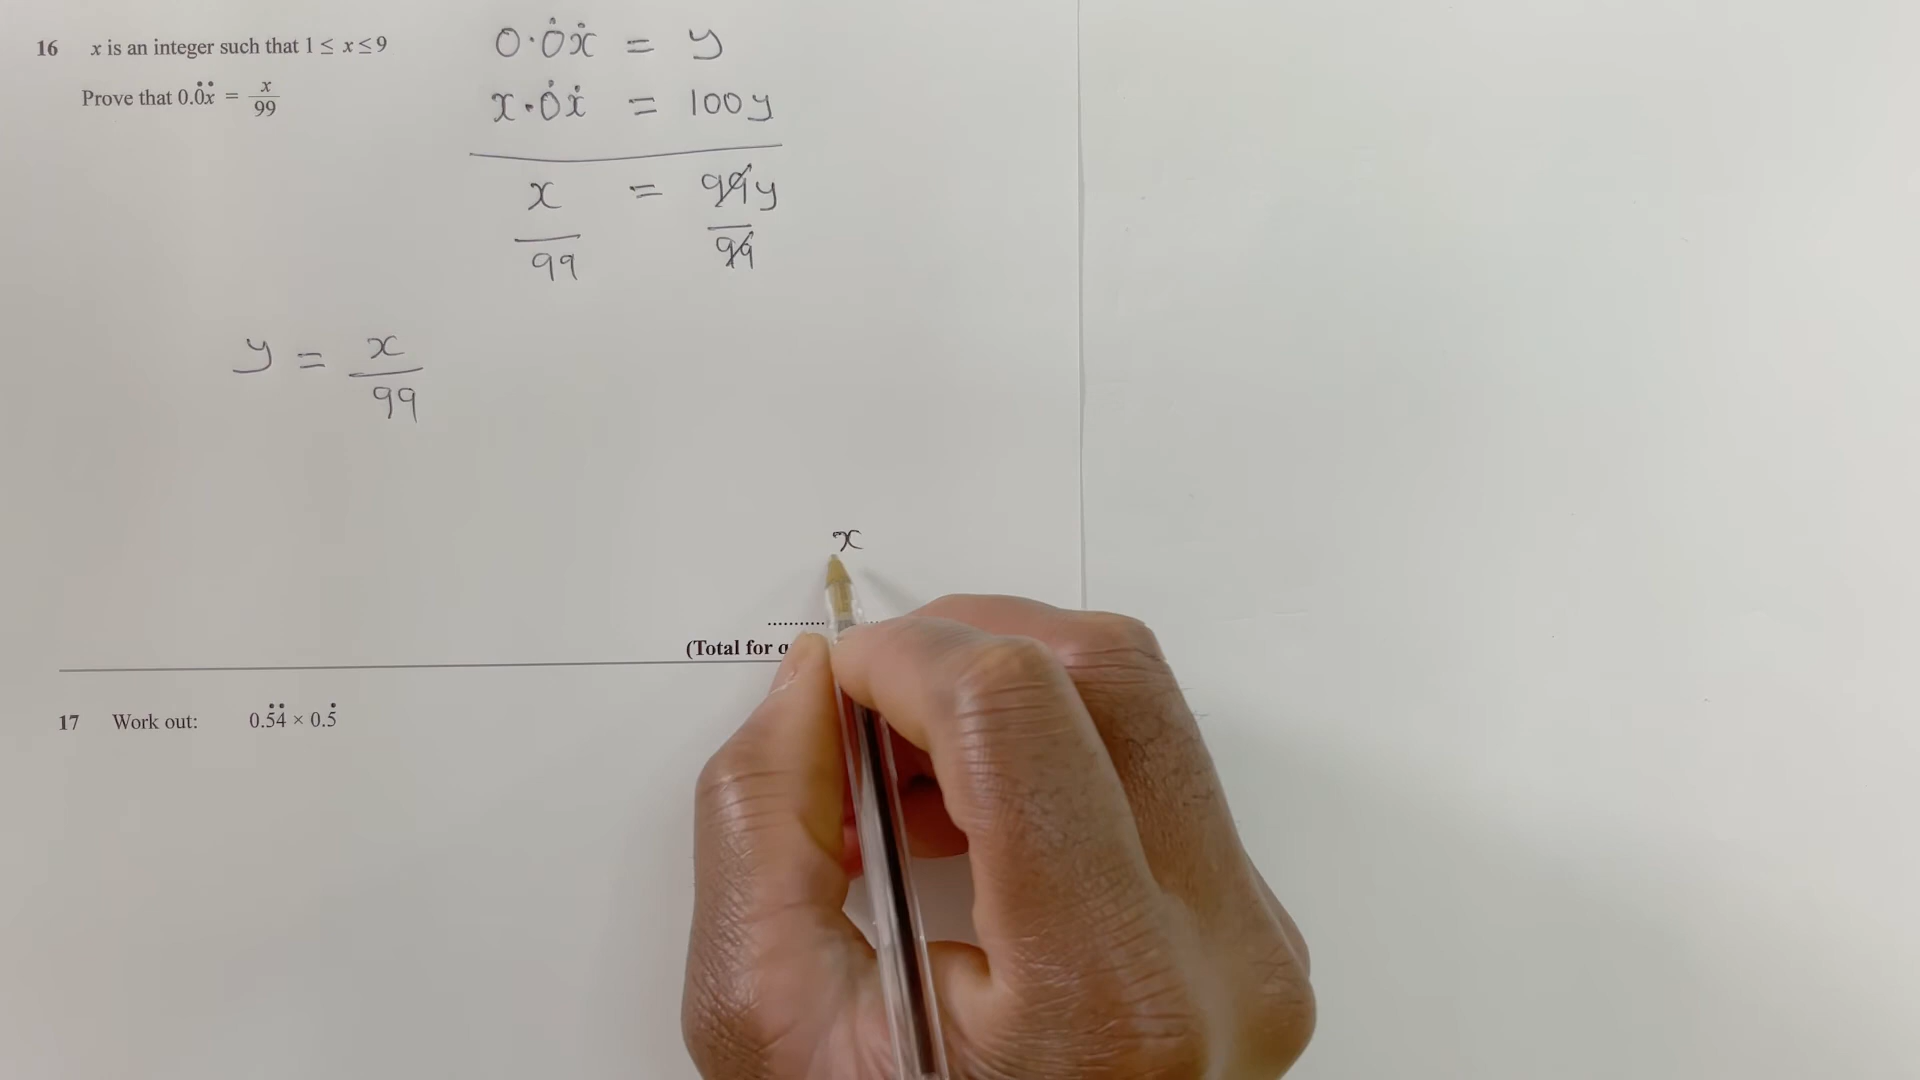 16 x is an integer such that 1 ≤ x ≤ 9
Prove that 0.0̇ẋ = x/99
0.0̇ẋ = y
x.0̇ẋ = 100y
x/99 = 99y/99
y = x/99
x
(Total for
17 Work out: 0.5̇4̇ × 0.5̇